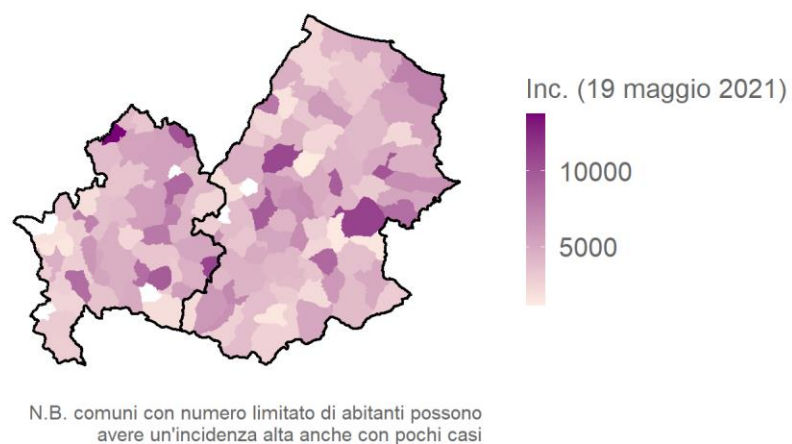 Inc. (19 maggio 2021)
10000
5000
N.B. comuni con numero limitato di abitanti possono
avere un'incidenza alta anche con pochi casi